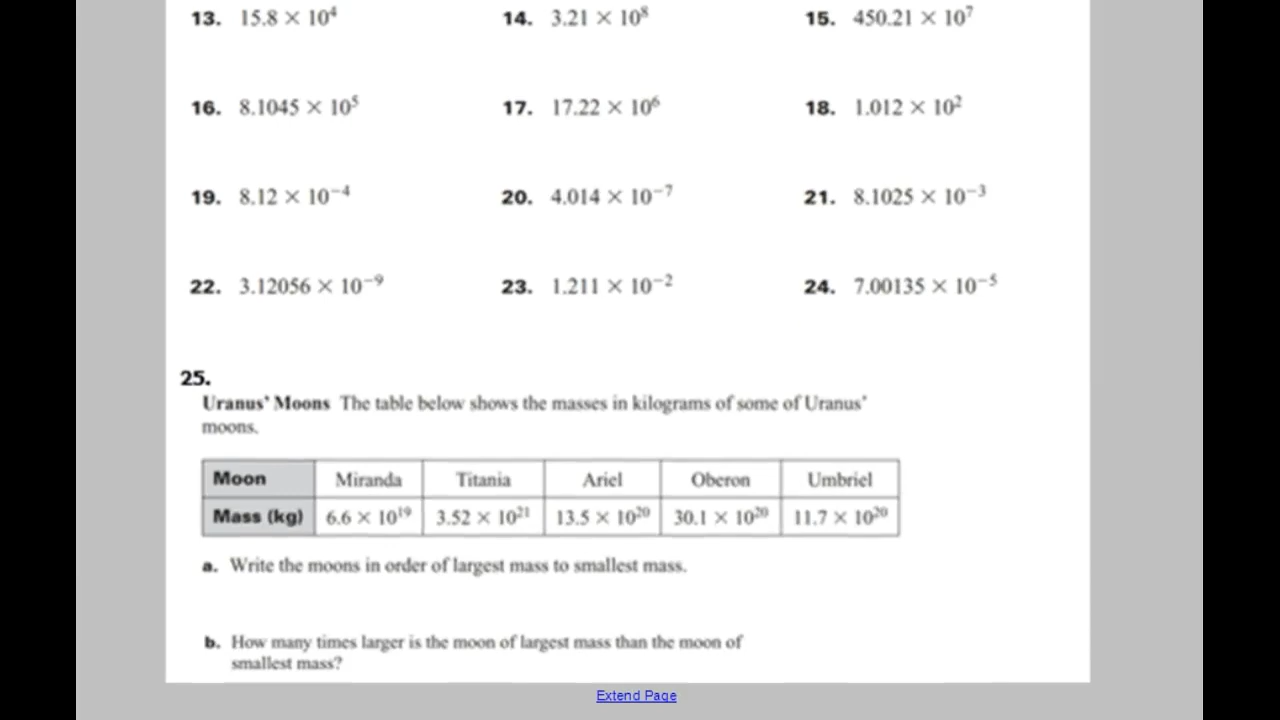 13. 15.8 × 10⁴ 14. 3.21 × 10⁸ 15. 450.21 × 10⁷
16. 8.1045 × 10⁵ 17. 17.22 × 10⁶ 18. 1.012 × 10²
19. 8.12 × 10⁻⁴ 20. 4.014 × 10⁻⁷ 21. 8.1025 × 10⁻³
22. 3.12056 × 10⁻⁹ 23. 1.211 × 10⁻² 24. 7.00135 × 10⁻⁵
25.
Uranus' Moons The table below shows the masses in kilograms of some of Uranus'
moons.
Moon Miranda Titania Ariel Oberon Umbriel
Mass (kg) 6.6 × 10¹⁹ 3.52 × 10²¹ 13.5 × 10²⁰ 30.1 × 10²⁰ 11.7 × 10²⁰
a. Write the moons in order of largest mass to smallest mass.
b. How many times larger is the moon of largest mass than the moon of
smallest mass?
Extend Page